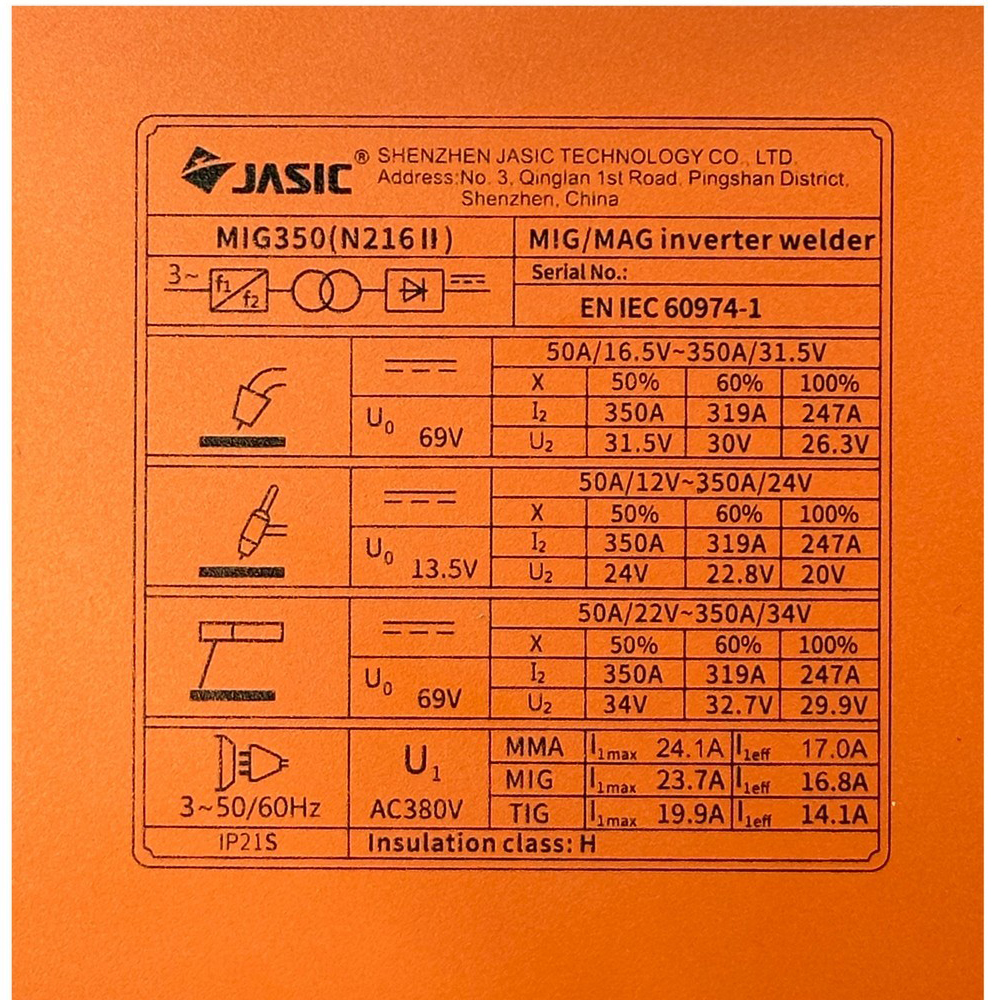 JASIC® SHENZHEN JASIC TECHNOLOGY CO., LTD.
Address:No. 3, Qinglan 1st Road, Pingshan District,
Shenzhen, China
MIG350(N216II) MIG/MAG inverter welder
3~ f1 f2 Serial No.:
EN IEC 60974-1
50A/16.5V~350A/31.5V
X 50% 60% 100%
U0 69V I2 350A 319A 247A
U2 31.5V 30V 26.3V
50A/12V~350A/24V
X 50% 60% 100%
U0 13.5V I2 350A 319A 247A
U2 24V 22.8V 20V
50A/22V~350A/34V
X 50% 60% 100%
U0 69V I2 350A 319A 247A
U2 34V 32.7V 29.9V
U1 MMA I1max 24.1A I1eff 17.0A
MIG I1max 23.7A I1eff 16.8A
3~50/60Hz AC380V TIG I1max 19.9A I1eff 14.1A
IP21S Insulation class: H